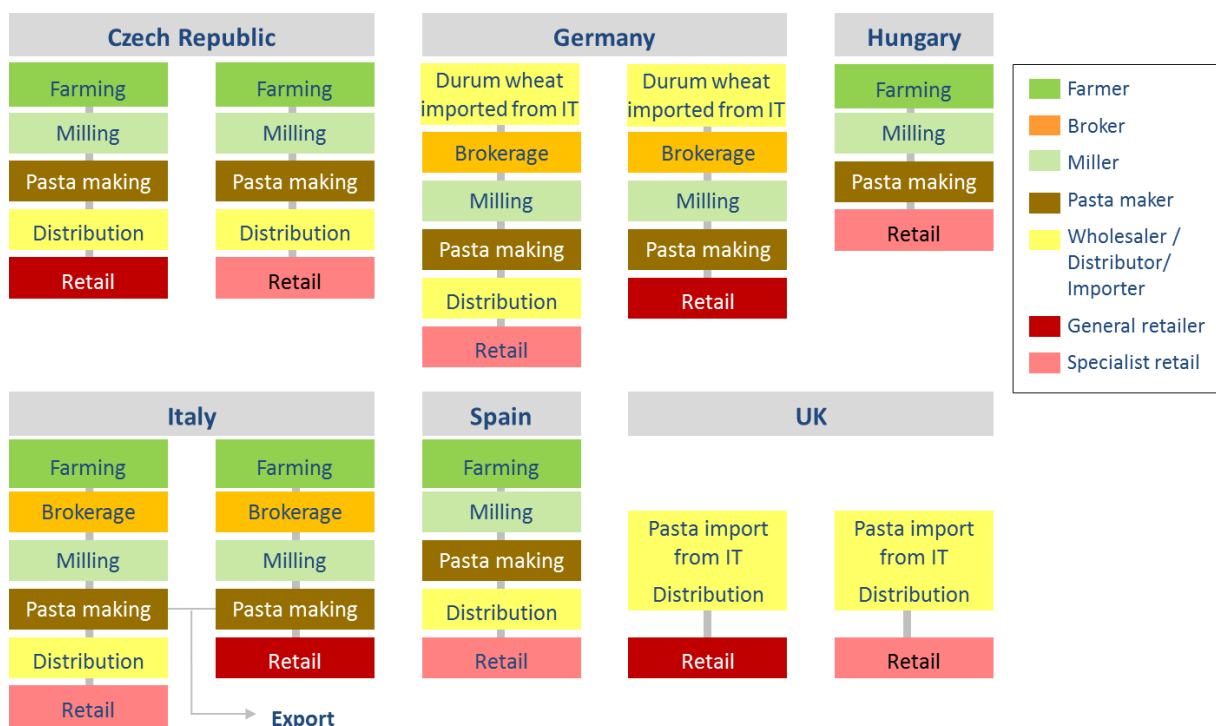 Czech Republic
Farming
Milling
Pasta making
Distribution
Retail
Farming
Milling
Pasta making
Distribution
Retail
Germany
Durum wheat
imported from IT
Brokerage
Milling
Pasta making
Distribution
Retail
Durum wheat
imported from IT
Brokerage
Milling
Pasta making
Retail
Hungary
Farming
Milling
Pasta making
Retail
Farmer
Broker
Miller
Pasta maker
Wholesaler /
Distributor/
Importer
General retailer
Specialist retail
Italy
Farming
Brokerage
Milling
Pasta making
Distribution
Retail
Farming
Brokerage
Milling
Pasta making
Retail
Export
Spain
Farming
Milling
Pasta making
Distribution
Retail
UK
Pasta import
from IT
Distribution
Retail
Pasta import
from IT
Distribution
Retail